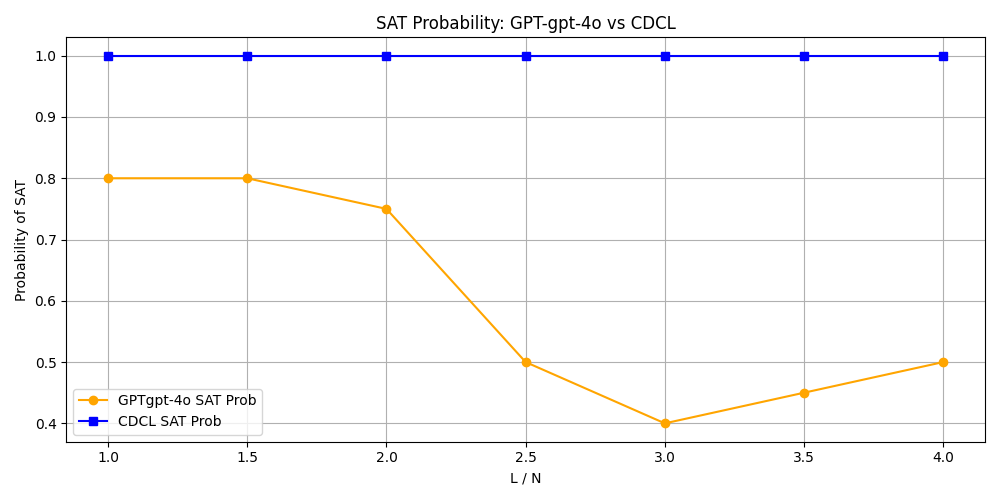 SAT Probability: GPT-gpt-4o vs CDCL
Probability of SAT
1.0
0.9
0.8
0.7
0.6
0.5
0.4
GPTgpt-4o SAT Prob
CDCL SAT Prob
1.0 1.5 2.0 2.5 3.0 3.5 4.0
L / N